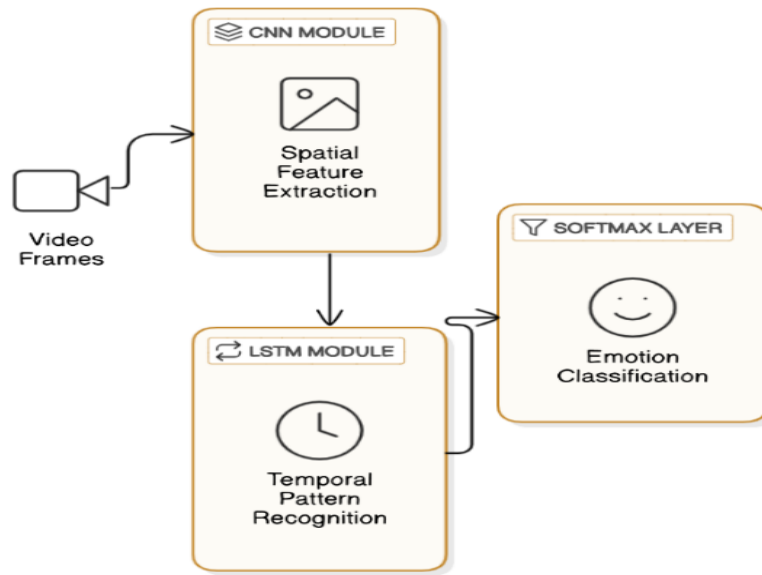 CNN MODULE
Spatial
Feature
Extraction
Video
Frames
SOFTMAX LAYER
Emotion
Classification
LSTM MODULE
Temporal
Pattern
Recognition